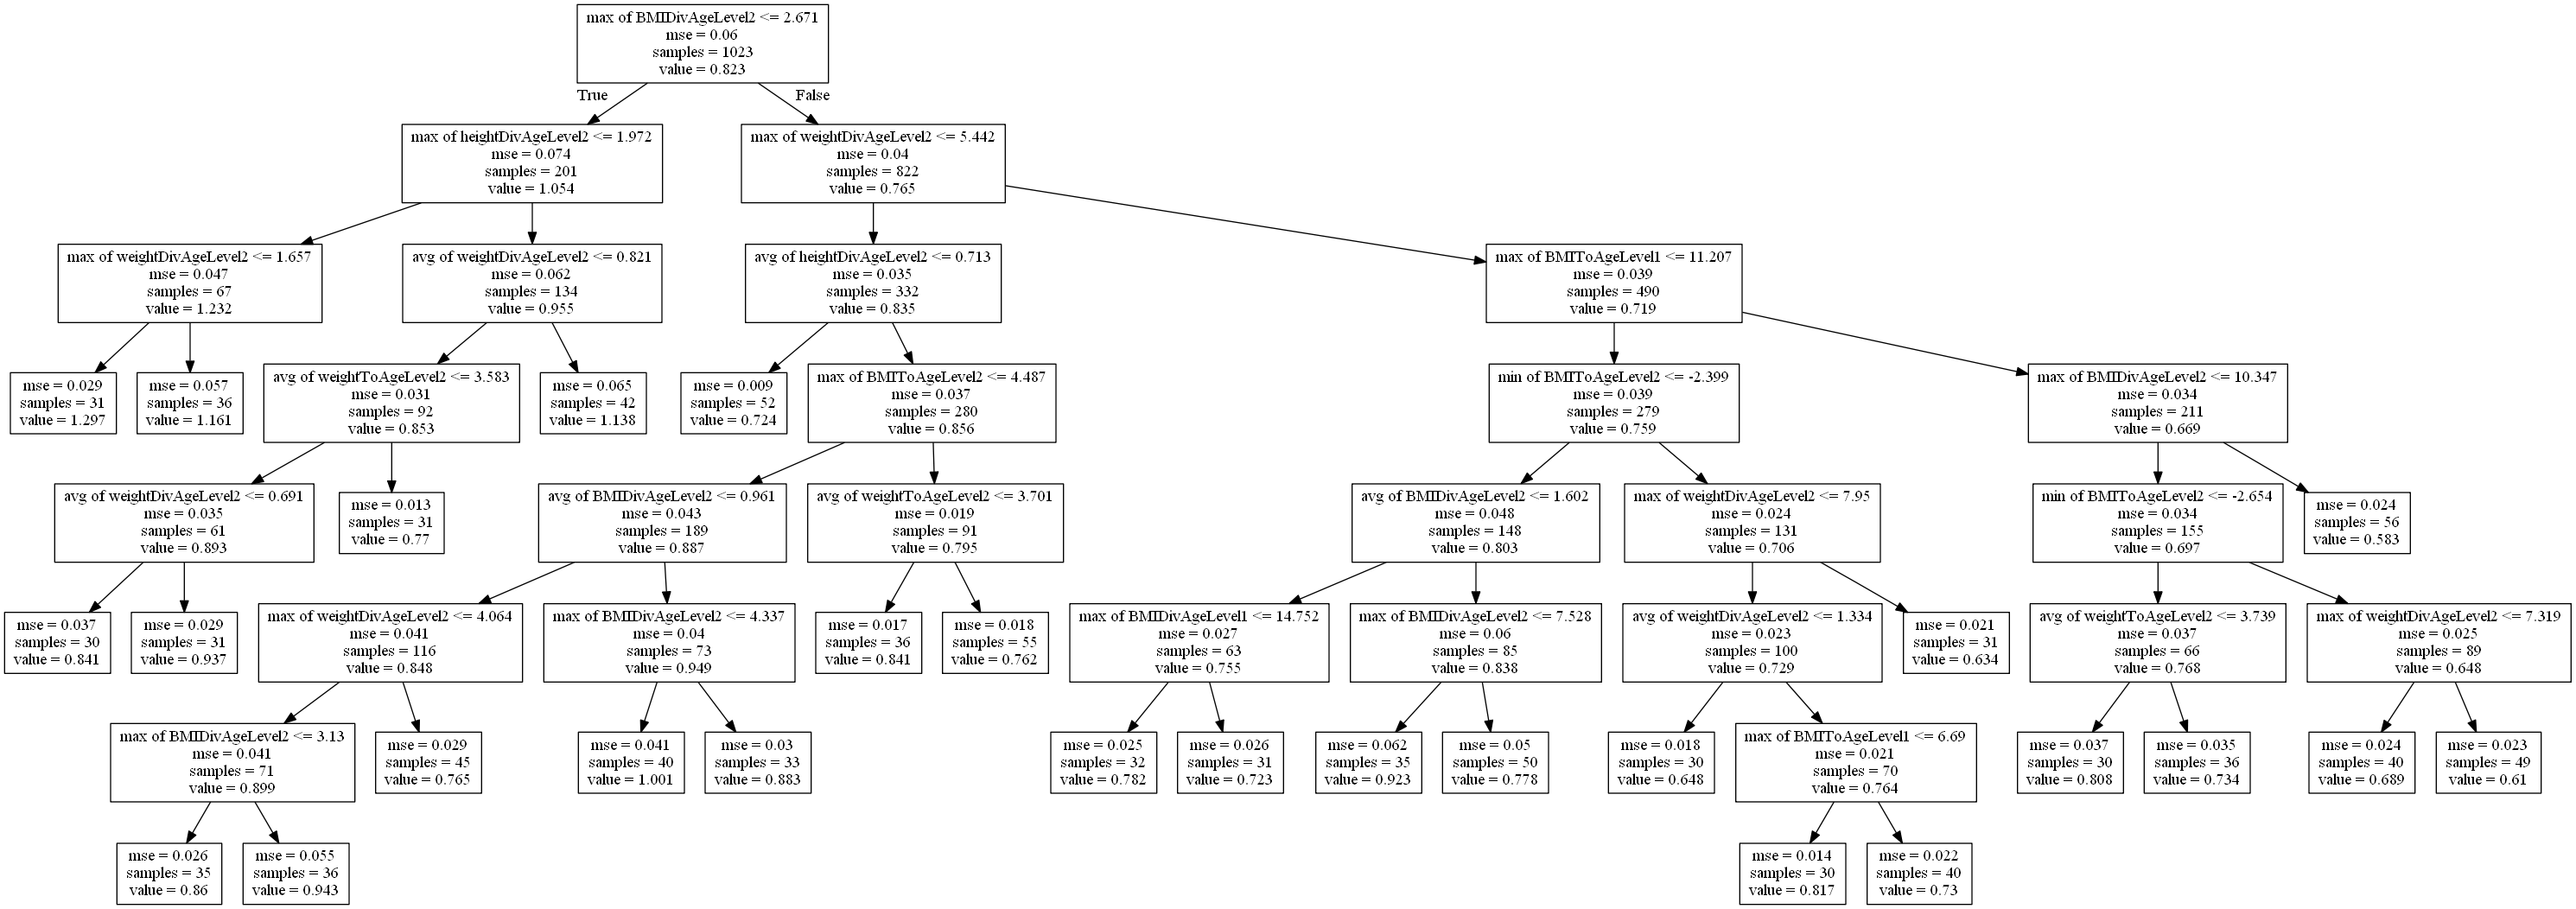 max of BMIDivAgeLevel2 <= 2.671
mse = 0.06
samples = 1023
value = 0.823
True
False
max of heightDivAgeLevel2 <= 1.972
mse = 0.074
samples = 201
value = 1.054
max of weightDivAgeLevel2 <= 5.442
mse = 0.04
samples = 822
value = 0.765
max of weightDivAgeLevel2 <= 1.657
mse = 0.047
samples = 67
value = 1.232
avg of weightDivAgeLevel2 <= 0.821
mse = 0.062
samples = 134
value = 0.955
avg of heightDivAgeLevel2 <= 0.713
mse = 0.035
samples = 332
value = 0.835
max of BMIToAgeLevel1 <= 11.207
mse = 0.039
samples = 490
value = 0.719
mse = 0.029
samples = 31
value = 1.297
mse = 0.057
samples = 36
value = 1.161
avg of weightToAgeLevel2 <= 3.583
mse = 0.031
samples = 92
value = 0.853
mse = 0.065
samples = 42
value = 1.138
mse = 0.009
samples = 52
value = 0.724
max of BMIToAgeLevel2 <= 4.487
mse = 0.037
samples = 280
value = 0.856
min of BMIToAgeLevel2 <= -2.399
mse = 0.039
samples = 279
value = 0.759
max of BMIDivAgeLevel2 <= 10.347
mse = 0.034
samples = 211
value = 0.669
avg of weightDivAgeLevel2 <= 0.691
mse = 0.035
samples = 61
value = 0.893
mse = 0.013
samples = 31
value = 0.77
avg of BMIDivAgeLevel2 <= 0.961
mse = 0.043
samples = 189
value = 0.887
avg of weightToAgeLevel2 <= 3.701
mse = 0.019
samples = 91
value = 0.795
avg of BMIDivAgeLevel2 <= 1.602
mse = 0.048
samples = 148
value = 0.803
max of weightDivAgeLevel2 <= 7.95
mse = 0.024
samples = 131
value = 0.706
min of BMIToAgeLevel2 <= -2.654
mse = 0.034
samples = 155
value = 0.697
mse = 0.024
samples = 56
value = 0.583
mse = 0.037
samples = 30
value = 0.841
mse = 0.029
samples = 31
value = 0.937
max of weightDivAgeLevel2 <= 4.064
mse = 0.041
samples = 116
value = 0.848
max of BMIDivAgeLevel2 <= 4.337
mse = 0.04
samples = 73
value = 0.949
mse = 0.017
samples = 36
value = 0.841
mse = 0.018
samples = 55
value = 0.762
max of BMIDivAgeLevel1 <= 14.752
mse = 0.027
samples = 63
value = 0.755
max of BMIDivAgeLevel2 <= 7.528
mse = 0.06
samples = 85
value = 0.838
avg of weightDivAgeLevel2 <= 1.334
mse = 0.023
samples = 100
value = 0.729
mse = 0.021
samples = 31
value = 0.634
avg of weightToAgeLevel2 <= 3.739
mse = 0.037
samples = 66
value = 0.768
max of weightDivAgeLevel2 <= 7.319
mse = 0.025
samples = 89
value = 0.648
max of BMIDivAgeLevel2 <= 3.13
mse = 0.041
samples = 71
value = 0.899
mse = 0.029
samples = 45
value = 0.765
mse = 0.041
samples = 40
value = 1.001
mse = 0.03
samples = 33
value = 0.883
mse = 0.025
samples = 32
value = 0.782
mse = 0.026
samples = 31
value = 0.723
mse = 0.062
samples = 35
value = 0.923
mse = 0.05
samples = 50
value = 0.778
mse = 0.018
samples = 30
value = 0.648
max of BMIToAgeLevel1 <= 6.69
mse = 0.021
samples = 70
value = 0.764
mse = 0.037
samples = 30
value = 0.808
mse = 0.035
samples = 36
value = 0.734
mse = 0.024
samples = 40
value = 0.689
mse = 0.023
samples = 49
value = 0.61
mse = 0.026
samples = 35
value = 0.86
mse = 0.055
samples = 36
value = 0.943
mse = 0.014
samples = 30
value = 0.817
mse = 0.022
samples = 40
value = 0.73